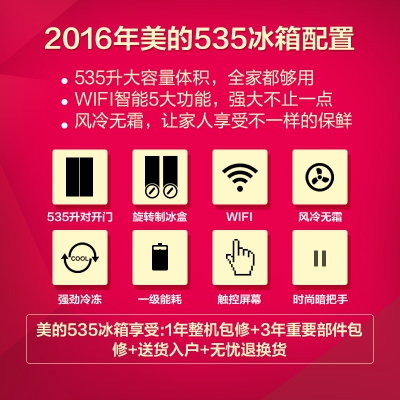 2016年美的535冰箱配置
535升大容量体积，全家都够用
WIFI智能5大功能，强大不止一点
风冷无霜，让家人享受不一样的保鲜
535升对开门 旋转制冰盒 WIFI 风冷无霜
COOL
强劲冷冻 一级能耗 触控屏幕 时尚暗把手
美的535冰箱享受:1年整机包修+3年重要部件包
修+送货入户+无忧退换货